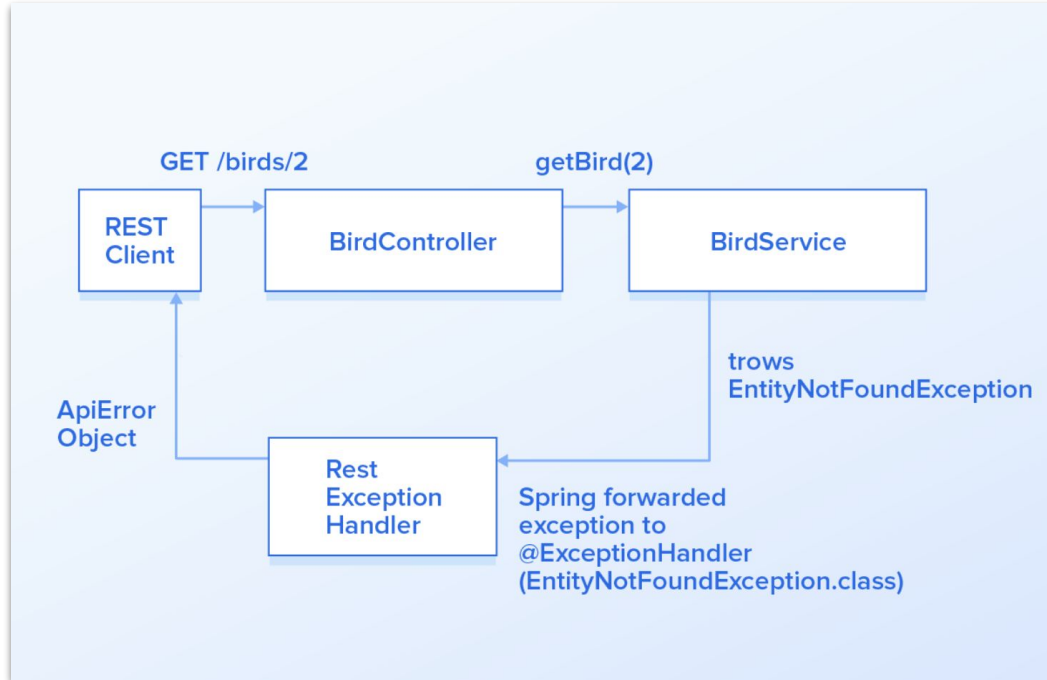 GET /birds/2
getBird(2)
REST
Client
BirdController
BirdService
trows
EntityNotFoundException
ApiError
Object
Rest
Exception
Handler
Spring forwarded
exception to
@ExceptionHandler
(EntityNotFoundException.class)